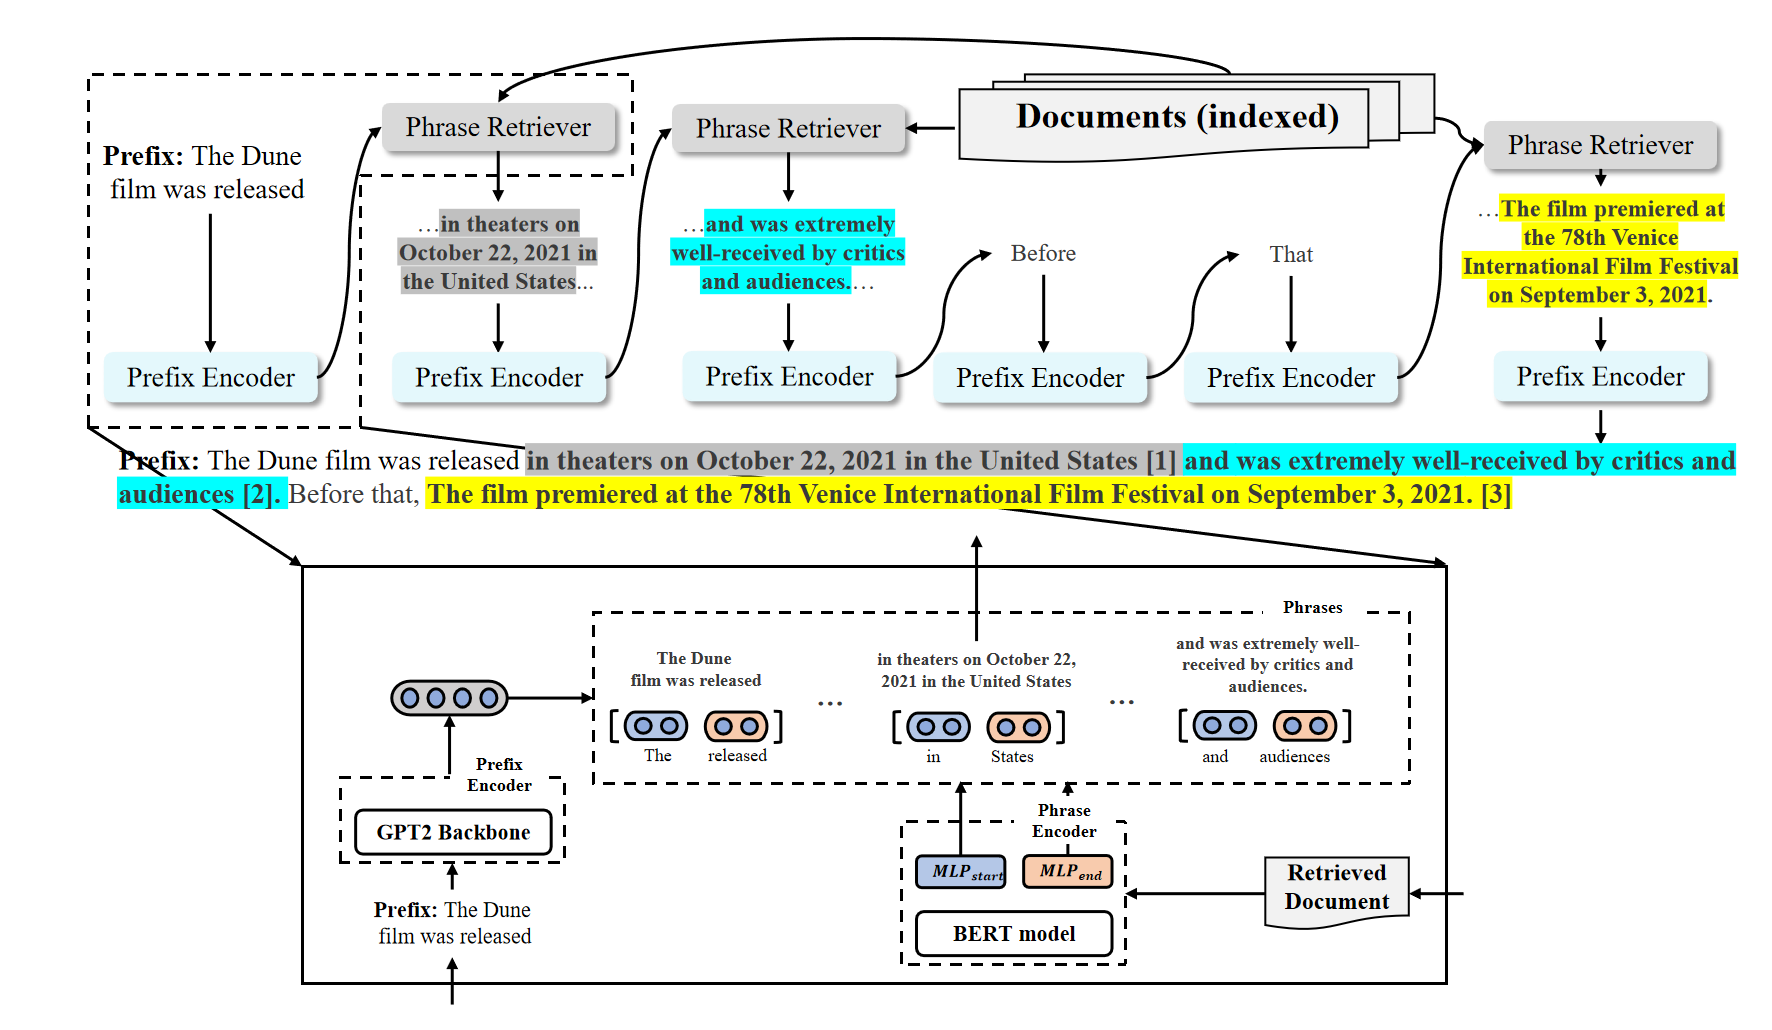 Documents (indexed)
Phrase Retriever
Phrase Retriever
Phrase Retriever
Prefix: The Dune
film was released
…in theaters on
October 22, 2021 in
the United States...
…and was extremely
well-received by critics
and audiences.…
Before
That
…The film premiered at
the 78th Venice
International Film Festival
on September 3, 2021.
Prefix Encoder
Prefix Encoder
Prefix Encoder
Prefix Encoder
Prefix Encoder
Prefix Encoder
Prefix: The Dune film was released in theaters on October 22, 2021 in the United States [1] and was extremely well-received by critics and
audiences [2]. Before that, The film premiered at the 78th Venice International Film Festival on September 3, 2021. [3]
Phrases
The Dune
film was released
...
in theaters on October 22,
2021 in the United States
...
and was extremely well-
received by critics and
audiences.
[ ]
[ ]
[ ]
The released
in States
and audiences
Prefix
Encoder
GPT2 Backbone
Prefix: The Dune
film was released
Phrase
Encoder
MLPstart
MLPend
BERT model
Retrieved
Document